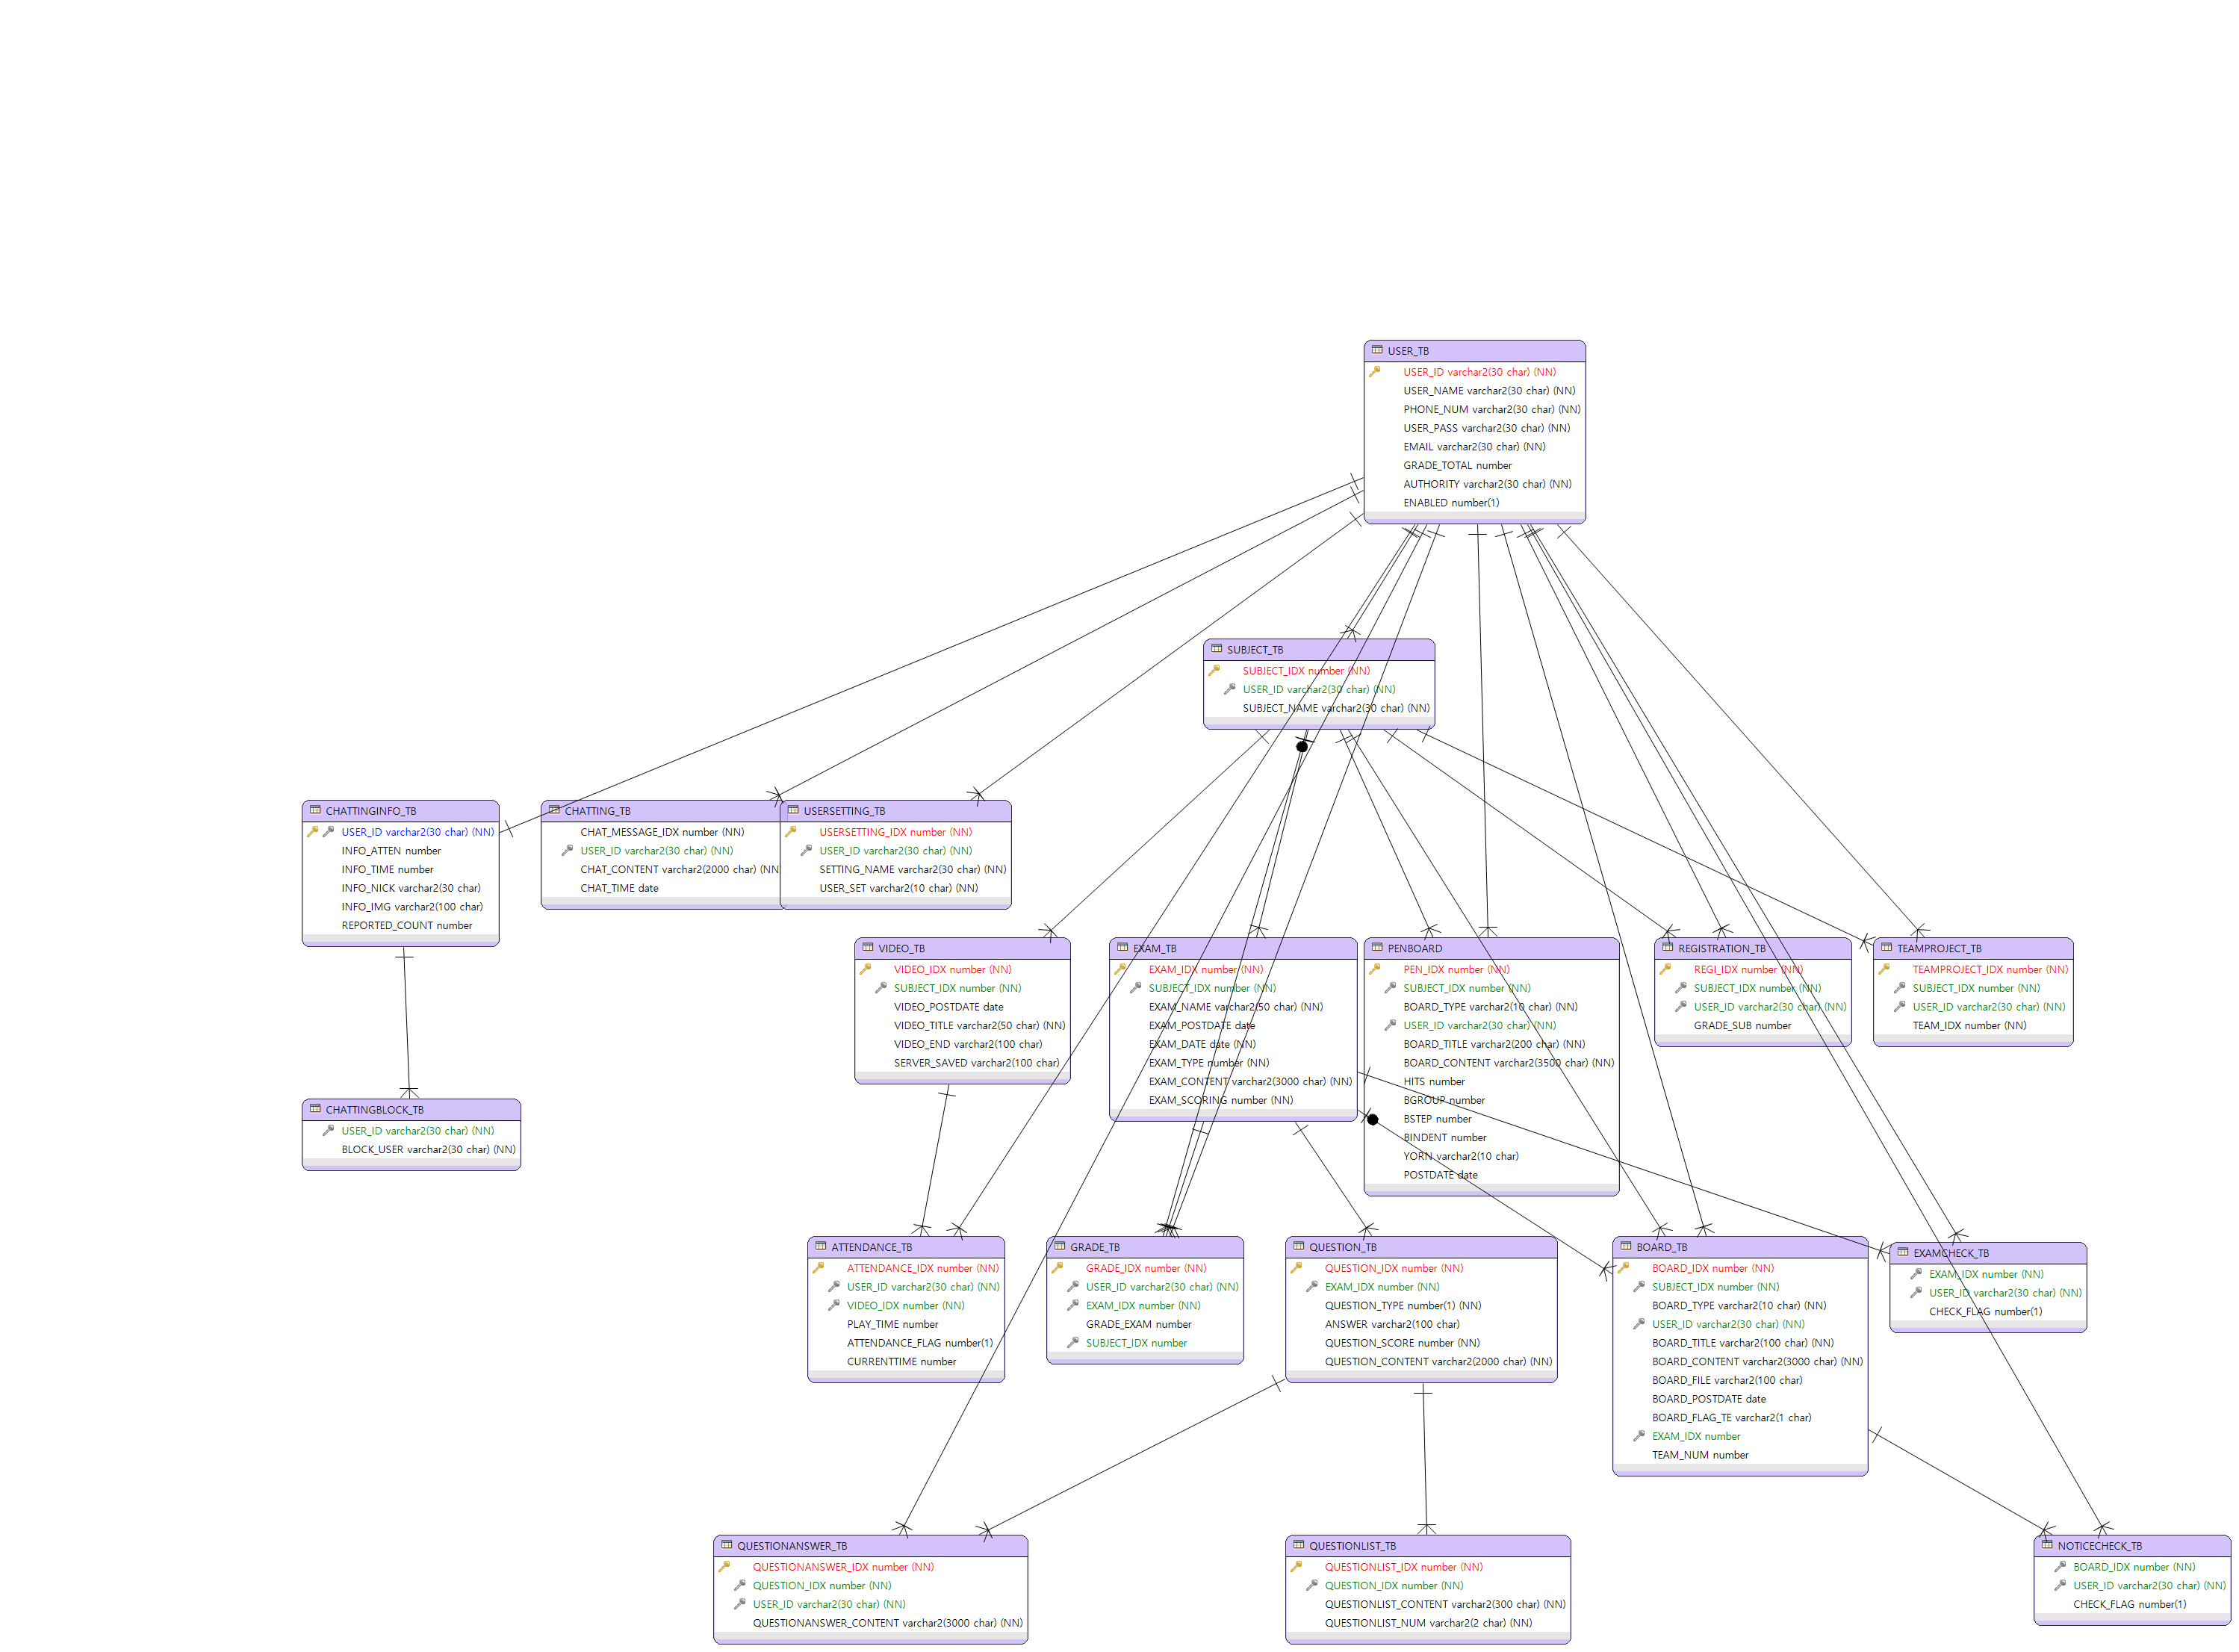 USER_TB
USER_ID varchar2(30 char) (NN)
USER_NAME varchar2(30 char) (NN)
PHONE_NUM varchar2(30 char) (NN)
USER_PASS varchar2(30 char) (NN)
EMAIL varchar2(30 char) (NN)
GRADE_TOTAL number
AUTHORITY varchar2(30 char) (NN)
ENABLED number(1)
SUBJECT_TB
SUBJECT_IDX number (NN)
USER_ID varchar2(30 char) (NN)
SUBJECT_NAME varchar2(30 char) (NN)
CHATTINGINFO_TB
USER_ID varchar2(30 char) (NN)
INFO_ATTEN number
INFO_TIME number
INFO_NICK varchar2(30 char)
INFO_IMG varchar2(100 char)
REPORTED_COUNT number
CHATTING_TB
CHAT_MESSAGE_IDX number (NN)
USER_ID varchar2(30 char) (NN)
CHAT_CONTENT varchar2(2000 char) (NN
CHAT_TIME date
USERSETTING_TB
USERSETTING_IDX number (NN)
USER_ID varchar2(30 char) (NN)
SETTING_NAME varchar2(30 char) (NN)
USER_SET varchar2(10 char) (NN)
VIDEO_TB
VIDEO_IDX number (NN)
SUBJECT_IDX number (NN)
VIDEO_POSTDATE date
VIDEO_TITLE varchar2(50 char) (NN)
VIDEO_END varchar2(100 char)
SERVER_SAVED varchar2(100 char)
EXAM_TB
EXAM_IDX number (NN)
SUBJECT_IDX number (NN)
EXAM_NAME varchar2(50 char) (NN)
EXAM_POSTDATE date
EXAM_DATE date (NN)
EXAM_TYPE number (NN)
EXAM_CONTENT varchar2(3000 char) (NN)
EXAM_SCORING number (NN)
PENBOARD
PEN_IDX number (NN)
SUBJECT_IDX number (NN)
BOARD_TYPE varchar2(10 char) (NN)
USER_ID varchar2(30 char) (NN)
BOARD_TITLE varchar2(200 char) (NN)
BOARD_CONTENT varchar2(3500 char) (NN)
HITS number
BGROUP number
BSTEP number
BINDENT number
YORN varchar2(10 char)
POSTDATE date
REGISTRATION_TB
REGI_IDX number (NN)
SUBJECT_IDX number (NN)
USER_ID varchar2(30 char) (NN)
GRADE_SUB number
TEAMPROJECT_TB
TEAMPROJECT_IDX number (NN)
SUBJECT_IDX number (NN)
USER_ID varchar2(30 char) (NN)
TEAM_IDX number (NN)
CHATTINGBLOCK_TB
USER_ID varchar2(30 char) (NN)
BLOCK_USER varchar2(30 char) (NN)
ATTENDANCE_TB
ATTENDANCE_IDX number (NN)
USER_ID varchar2(30 char) (NN)
VIDEO_IDX number (NN)
PLAY_TIME number
ATTENDANCE_FLAG number(1)
CURRENTTIME number
GRADE_TB
GRADE_IDX number (NN)
USER_ID varchar2(30 char) (NN)
EXAM_IDX number (NN)
GRADE_EXAM number
SUBJECT_IDX number
QUESTION_TB
QUESTION_IDX number (NN)
EXAM_IDX number (NN)
QUESTION_TYPE number(1) (NN)
ANSWER varchar2(100 char)
QUESTION_SCORE number (NN)
QUESTION_CONTENT varchar2(2000 char) (NN)
BOARD_TB
BOARD_IDX number (NN)
SUBJECT_IDX number (NN)
BOARD_TYPE varchar2(10 char) (NN)
USER_ID varchar2(30 char) (NN)
BOARD_TITLE varchar2(100 char) (NN)
BOARD_CONTENT varchar2(3000 char) (NN)
BOARD_FILE varchar2(100 char)
BOARD_POSTDATE date
BOARD_FLAG_TE varchar2(1 char)
EXAM_IDX number
TEAM_NUM number
EXAMCHECK_TB
EXAM_IDX number (NN)
USER_ID varchar2(30 char) (NN)
CHECK_FLAG number(1)
QUESTIONANSWER_TB
QUESTIONANSWER_IDX number (NN)
QUESTION_IDX number (NN)
USER_ID varchar2(30 char) (NN)
QUESTIONANSWER_CONTENT varchar2(3000 char) (NN)
QUESTIONLIST_TB
QUESTIONLIST_IDX number (NN)
QUESTION_IDX number (NN)
QUESTIONLIST_CONTENT varchar2(300 char) (NN)
QUESTIONLIST_NUM varchar2(2 char) (NN)
NOTICECHECK_TB
BOARD_IDX number (NN)
USER_ID varchar2(30 char) (NN)
CHECK_FLAG number(1)